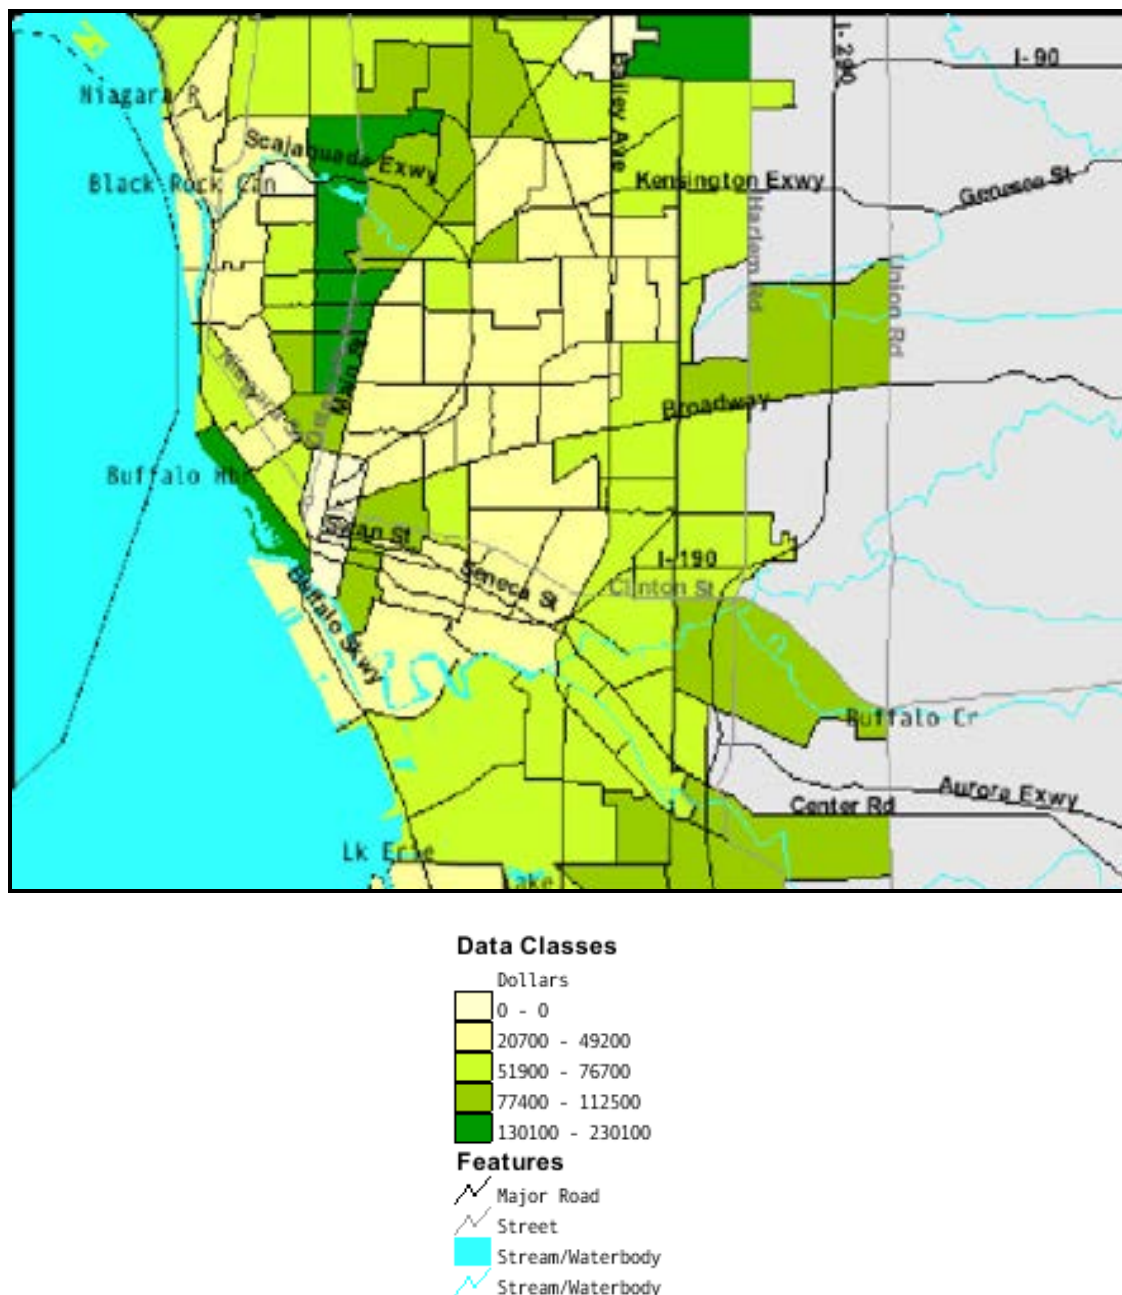 I-290
I-90
Niagara R
Bailey Ave
Scajaquada Exwy
Black Rock Can
Kensington Exwy
Genesee St
Harlem Rd
Union Rd
Main St
Niagara
Broadway
Buffalo Hbr
Swan St
I-190
Seneca St
Clinton St
Buffalo Skwy
Buffalo Cr
Aurora Exwy
Center Rd
Lk Erie
ake
Data Classes
Dollars
0 - 0
20700 - 49200
51900 - 76700
77400 - 112500
130100 - 230100
Features
Major Road
Street
Stream/Waterbody
Stream/Waterbody